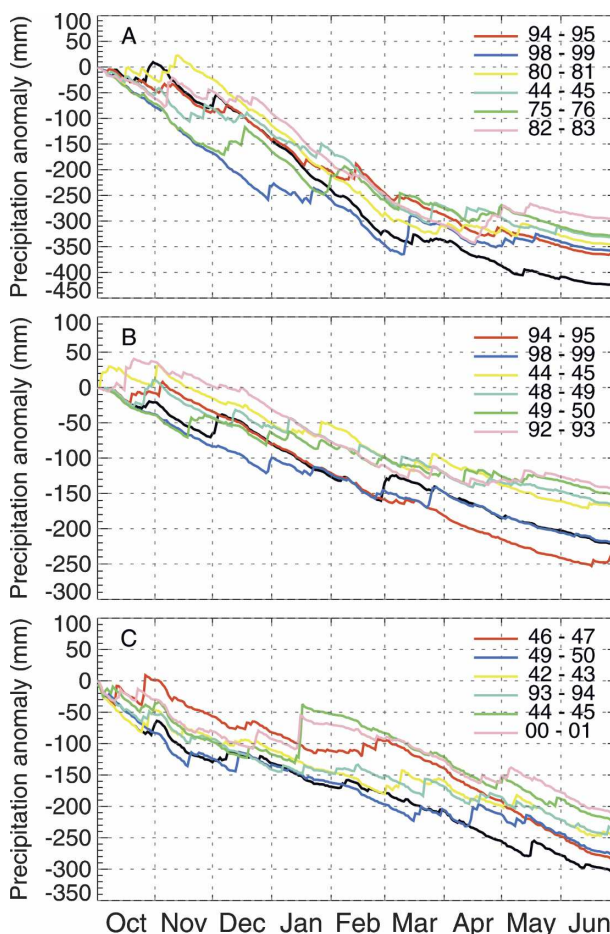 Precipitation anomaly (mm)
100
50
0
-50
-100
-150
-200
-250
-300
-350
-400
-450
A
94 - 95
98 - 99
80 - 81
44 - 45
75 - 76
82 - 83
Precipitation anomaly (mm)
100
50
0
-50
-100
-150
-200
-250
-300
B
94 - 95
98 - 99
44 - 45
48 - 49
49 - 50
92 - 93
Precipitation anomaly (mm)
100
50
0
-50
-100
-150
-200
-250
-300
-350
C
46 - 47
49 - 50
42 - 43
93 - 94
44 - 45
00 - 01
Oct Nov Dec Jan Feb Mar Apr May Jun